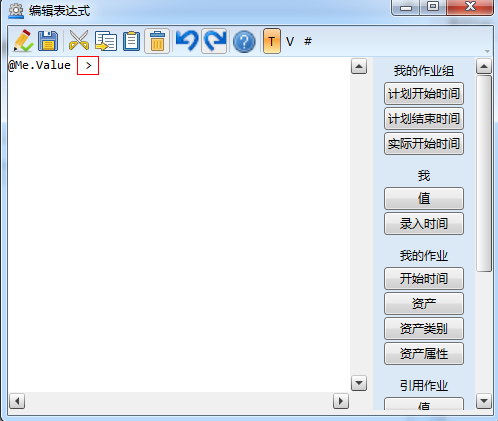 编辑表达式
T V #
@Me.Value >
我的作业组
计划开始时间
计划结束时间
实际开始时间
我
值
录入时间
我的作业
开始时间
资产
资产类别
资产属性
引用作业
值